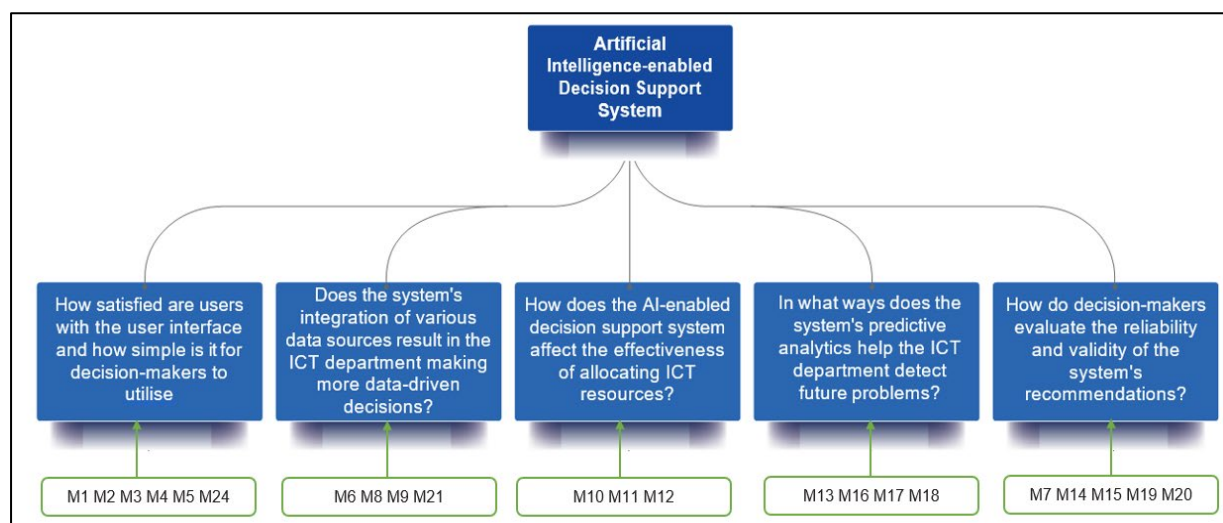 Artificial
Intelligence-enabled
Decision Support
System
How satisfied are users
with the user interface
and how simple is it for
decision-makers to
utilise
Does the system's
integration of various
data sources result in the
ICT department making
more data-driven
decisions?
How does the AI-enabled
decision support system
affect the effectiveness
of allocating ICT
resources?
In what ways does the
system's predictive
analytics help the ICT
department detect
future problems?
How do decision-makers
evaluate the reliability
and validity of the
system's
recommendations?
M1 M2 M3 M4 M5 M24
M6 M8 M9 M21
M10 M11 M12
M13 M16 M17 M18
M7 M14 M15 M19 M20